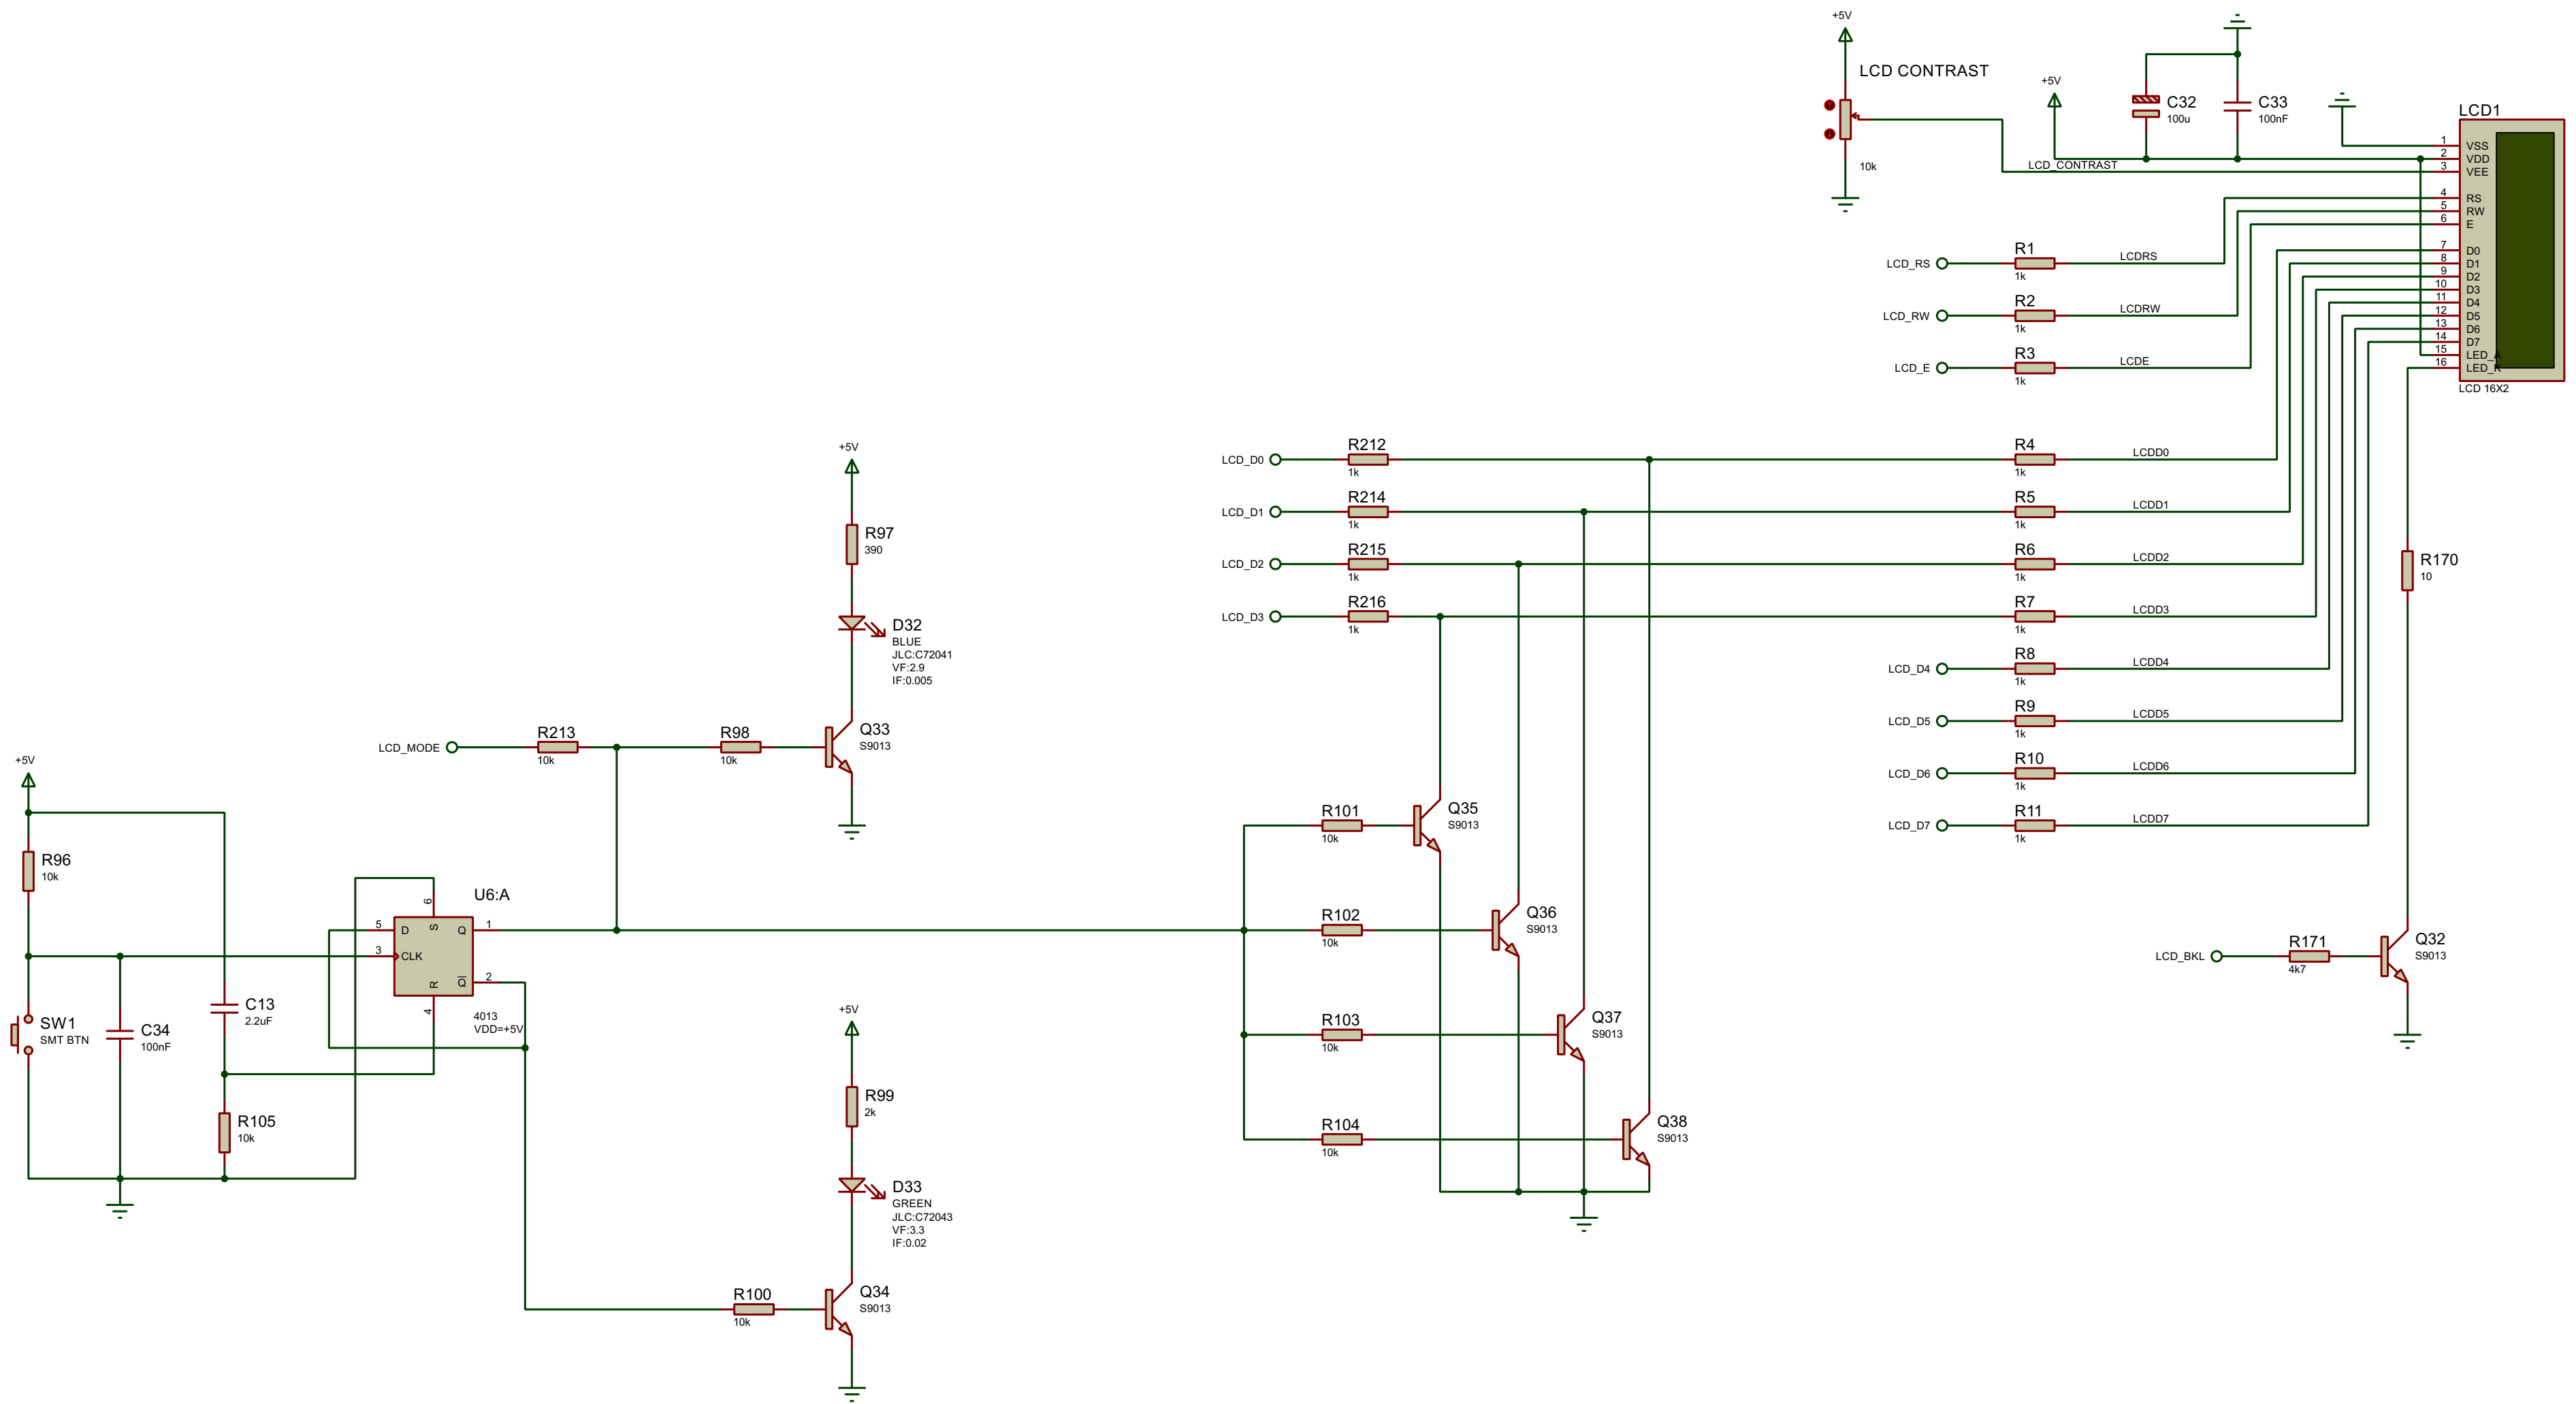 +5V
LCD CONTRAST
10k
+5V
C32
100u
C33
100nF
LCD_CONTRAST
LCD1
1 VSS
2 VDD
3 VEE
4 RS
5 RW
6 E
7 D0
8 D1
9 D2
10 D3
11 D4
12 D5
13 D6
14 D7
15 LED_A
16 LED_K
LCD 16X2
LCD_RS
R1
1k
LCDRS
LCD_RW
R2
1k
LCDRW
LCD_E
R3
1k
LCDE
LCD_D0
R212
1k
R4
1k
LCDD0
LCD_D1
R214
1k
R5
1k
LCDD1
LCD_D2
R215
1k
R6
1k
LCDD2
LCD_D3
R216
1k
R7
1k
LCDD3
LCD_D4
R8
1k
LCDD4
LCD_D5
R9
1k
LCDD5
LCD_D6
R10
1k
LCDD6
LCD_D7
R11
1k
LCDD7
R170
10
LCD_BKL
R171
4k7
Q32
S9013
+5V
R97
390
D32
BLUE
JLC:C72041
VF:2.9
IF:0.005
LCD_MODE
R213
10k
R98
10k
Q33
S9013
+5V
R96
10k
SW1
SMT BTN
C34
100nF
C13
2.2uF
R105
10k
U6:A
5 D
3 CLK
6 S
4 R
Q 1
Q 2
4013
VDD=+5V
+5V
R99
2k
D33
GREEN
JLC:C72043
VF:3.3
IF:0.02
R100
10k
Q34
S9013
R101
10k
Q35
S9013
R102
10k
Q36
S9013
R103
10k
Q37
S9013
R104
10k
Q38
S9013